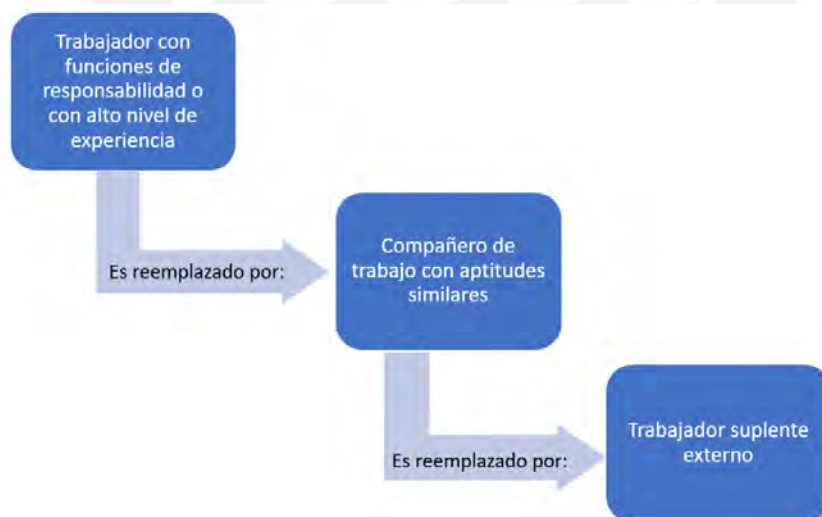 Trabajador con
funciones de
responsabilidad o
con alto nivel de
experiencia
Es reemplazado por:
Compañero de
trabajo con aptitudes
similares
Es reemplazado por:
Trabajador suplente
externo